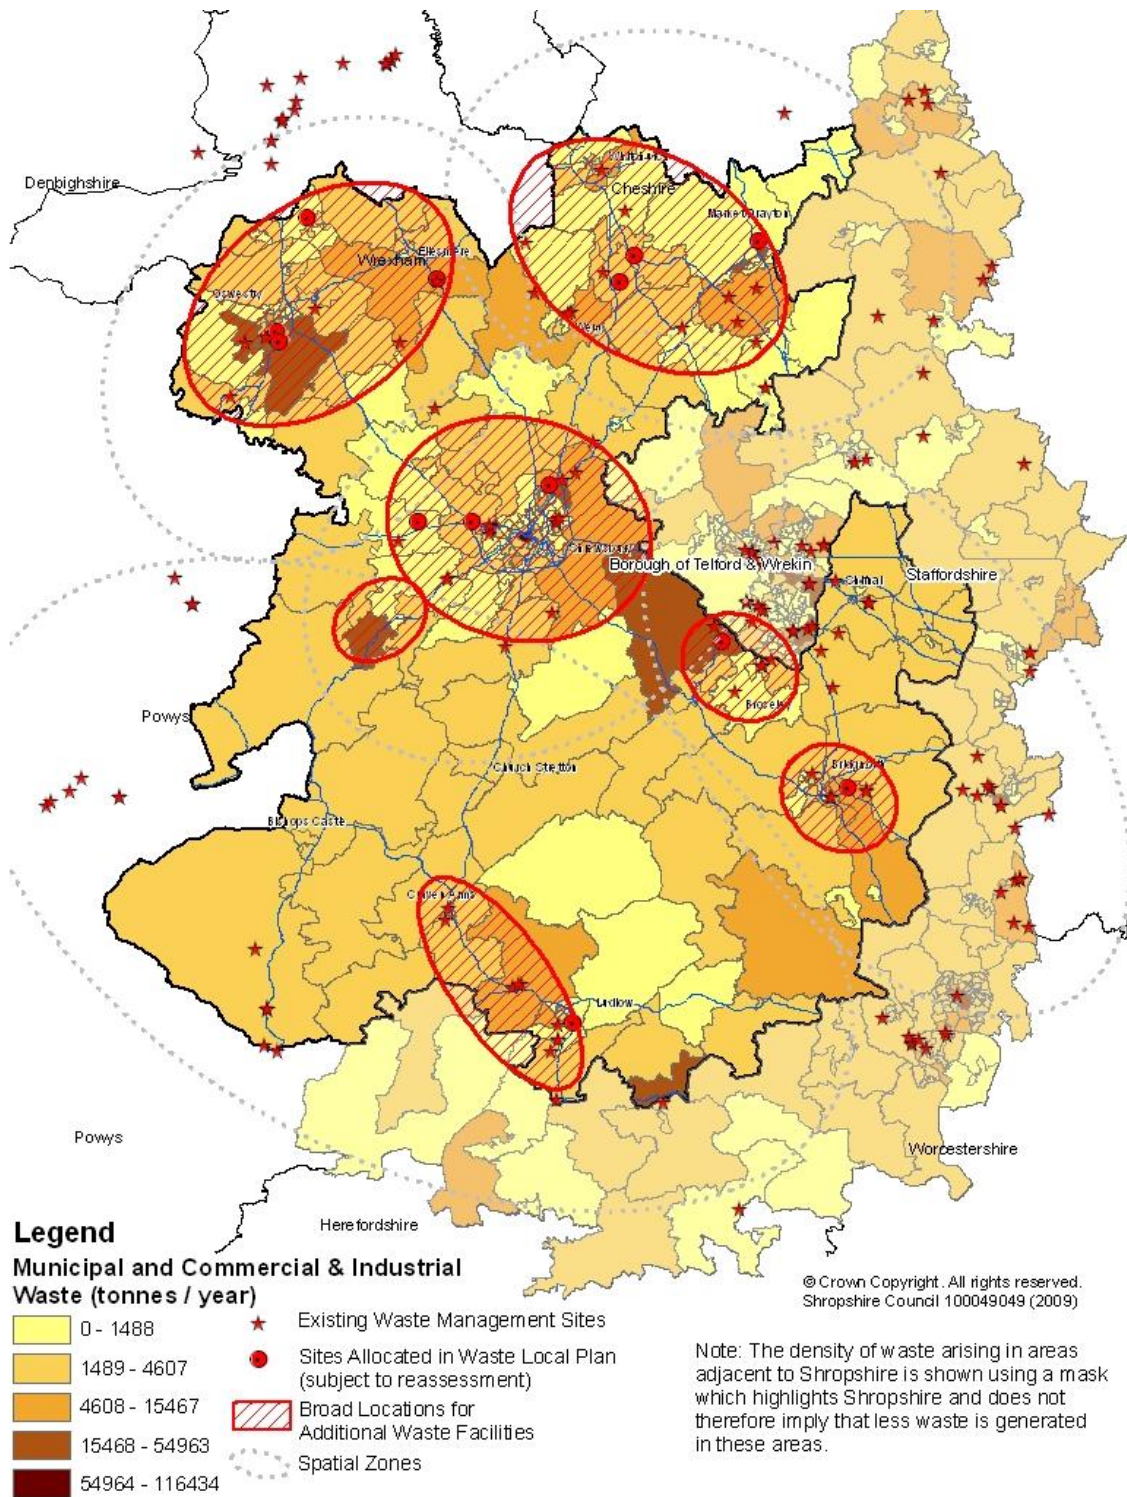 Denbighshire
Whitchurch
Cheshire
Market Drayton
Ellesmere
Wrexham
Oswestry
Wem
Shrewsbury
Borough of Telford & Wrekin
Shifnal
Staffordshire
Powys
Broseley
Bridgnorth
Church Stretton
Bishops Castle
Craven Arms
Ludlow
Powys
Worcestershire
Herefordshire
Legend
Municipal and Commercial & Industrial
Waste (tonnes / year)
0 - 1488
1489 - 4607
4608 - 15467
15468 - 54963
54964 - 116434
Existing Waste Management Sites
Sites Allocated in Waste Local Plan
(subject to reassessment)
Broad Locations for
Additional Waste Facilities
Spatial Zones
© Crown Copyright. All rights reserved.
Shropshire Council 100049049 (2009)
Note: The density of waste arising in areas
adjacent to Shropshire is shown using a mask
which highlights Shropshire and does not
therefore imply that less waste is generated
in these areas.